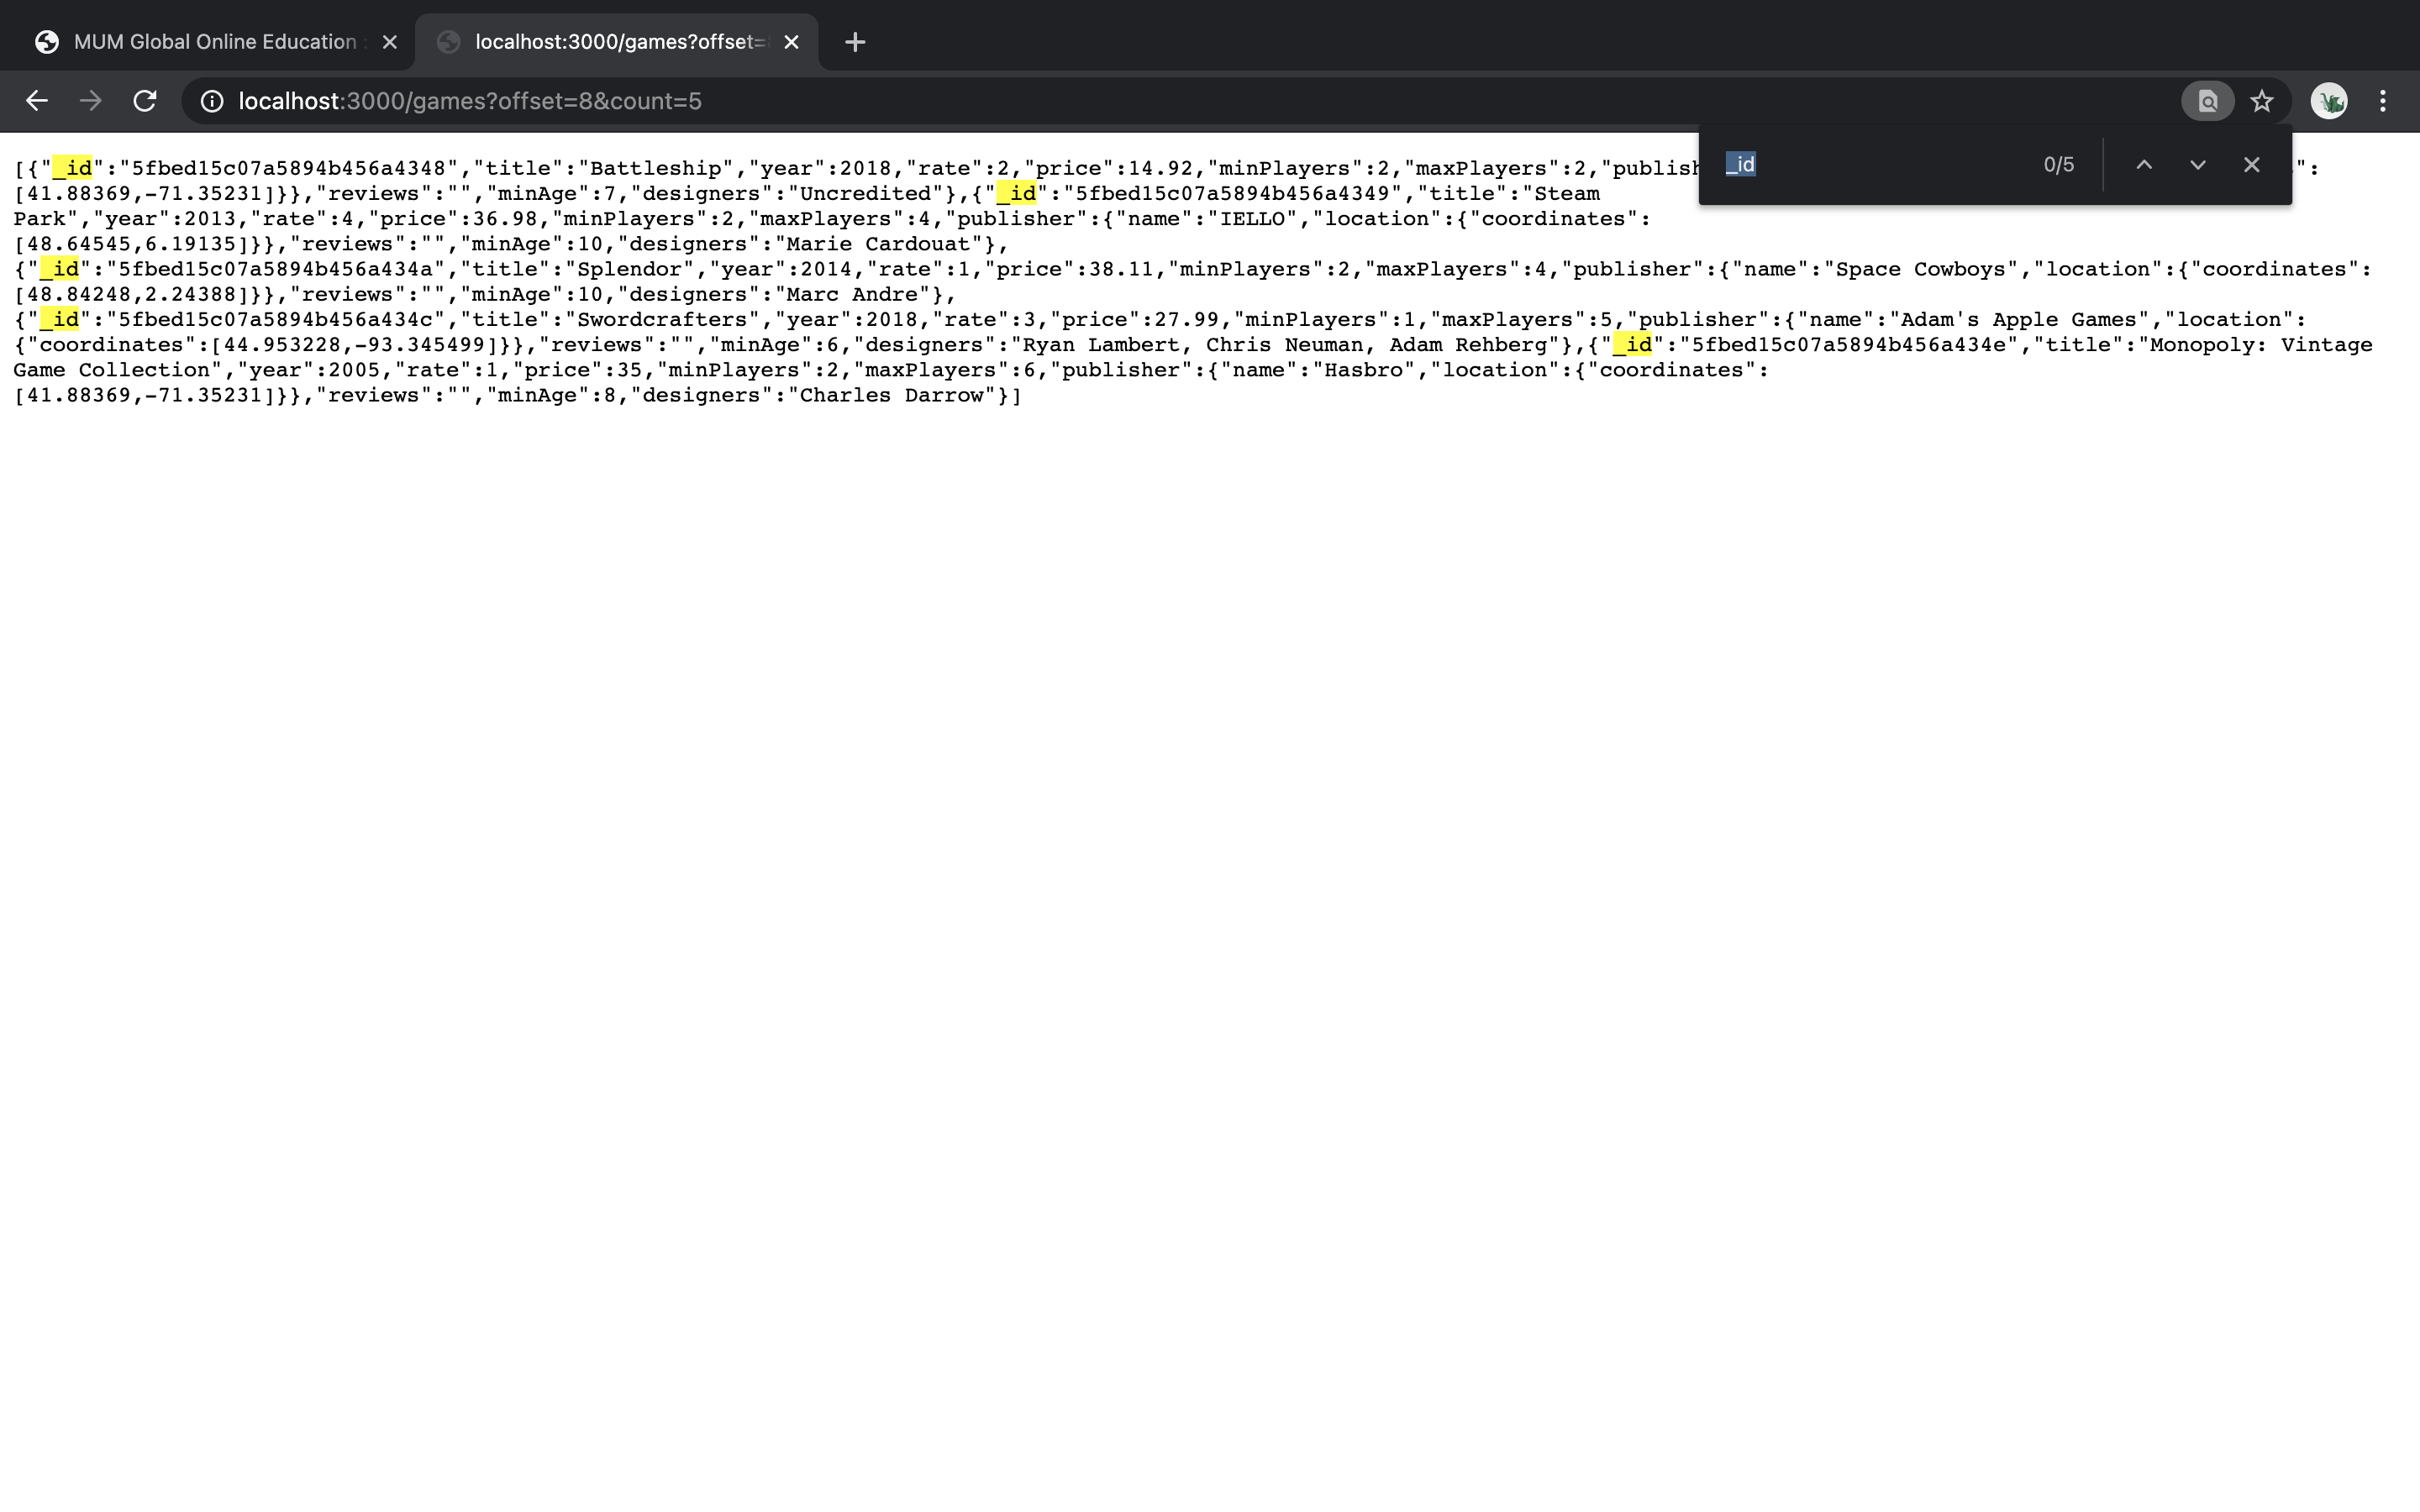 MUM Global Online Education :
localhost:3000/games?offset=
localhost:3000/games?offset=8&count=5
_id
0/5
[{"_id":"5fbed15c07a5894b456a4348","title":"Battleship","year":2018,"rate":2,"price":14.92,"minPlayers":2,"maxPlayers":2,"publish ":
[41.88369,-71.35231]}},"reviews":"","minAge":7,"designers":"Uncredited"},{"_id":"5fbed15c07a5894b456a4349","title":"Steam
Park","year":2013,"rate":4,"price":36.98,"minPlayers":2,"maxPlayers":4,"publisher":{"name":"IELLO","location":{"coordinates":
[48.64545,6.19135]}},"reviews":"","minAge":10,"designers":"Marie Cardouat"},
{"_id":"5fbed15c07a5894b456a434a","title":"Splendor","year":2014,"rate":1,"price":38.11,"minPlayers":2,"maxPlayers":4,"publisher":{"name":"Space Cowboys","location":{"coordinates":
[48.84248,2.24388]}},"reviews":"","minAge":10,"designers":"Marc Andre"},
{"_id":"5fbed15c07a5894b456a434c","title":"Swordcrafters","year":2018,"rate":3,"price":27.99,"minPlayers":1,"maxPlayers":5,"publisher":{"name":"Adam's Apple Games","location":
{"coordinates":[44.953228,-93.345499]}},"reviews":"","minAge":6,"designers":"Ryan Lambert, Chris Neuman, Adam Rehberg"},{"_id":"5fbed15c07a5894b456a434e","title":"Monopoly: Vintage
Game Collection","year":2005,"rate":1,"price":35,"minPlayers":2,"maxPlayers":6,"publisher":{"name":"Hasbro","location":{"coordinates":
[41.88369,-71.35231]}},"reviews":"","minAge":8,"designers":"Charles Darrow"}]